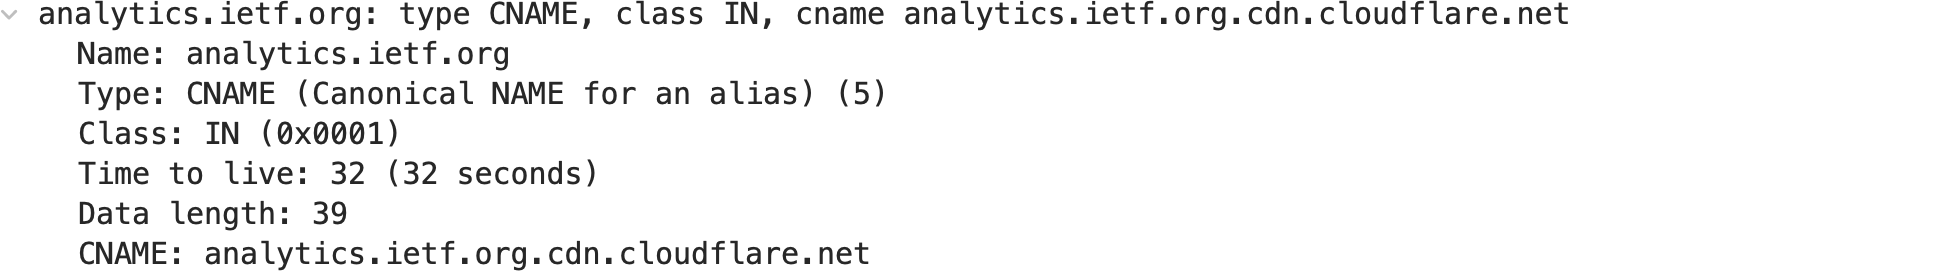 analytics.ietf.org: type CNAME, class IN, cname analytics.ietf.org.cdn.cloudflare.net
Name: analytics.ietf.org
Type: CNAME (Canonical NAME for an alias) (5)
Class: IN (0x0001)
Time to live: 32 (32 seconds)
Data length: 39
CNAME: analytics.ietf.org.cdn.cloudflare.net